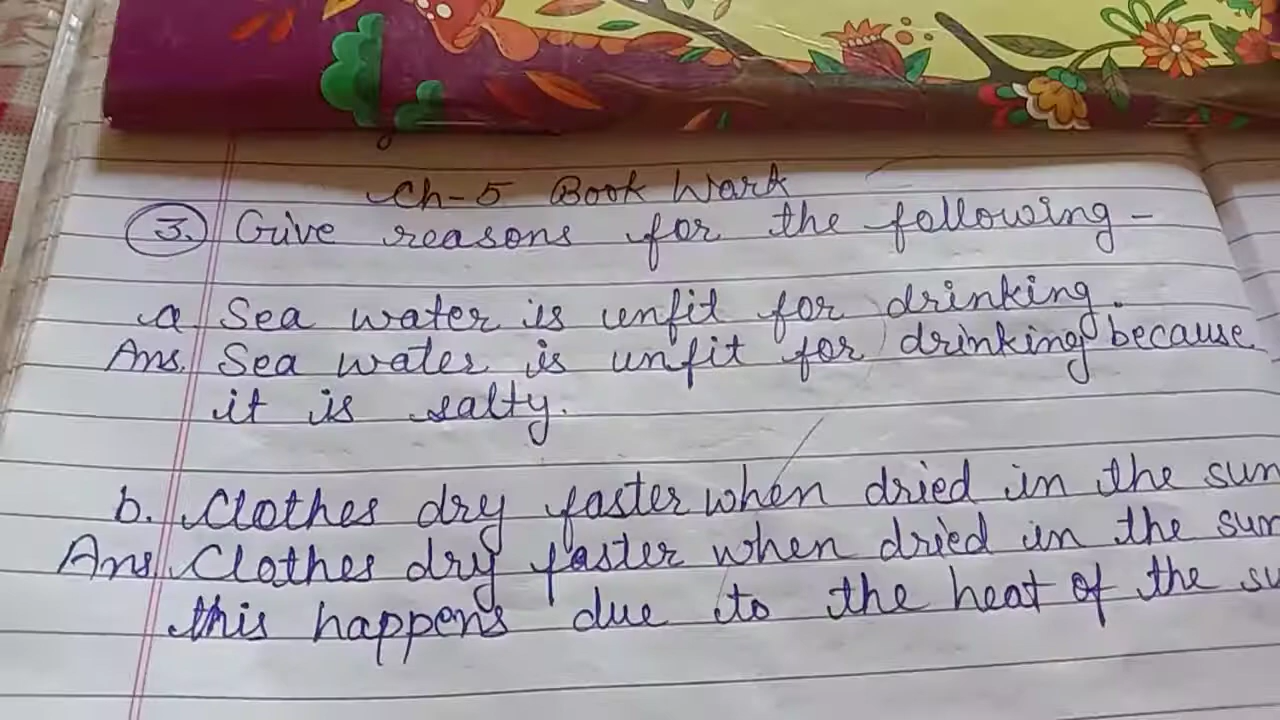 Ch-5 Book Wark
3. Give reasons for the following -
a Sea water is unfit for drinking.
Ans. Sea water is unfit for drinking because
it is salty.
b. Clothes dry faster when dried in the sun
Ans. Clothes dry faster when dried in the sun
this happens due to the heat of the su